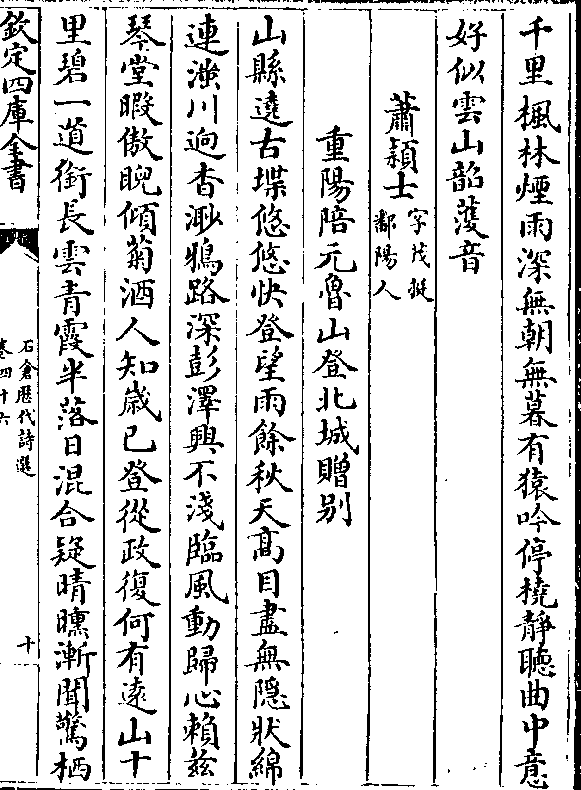 千里楓林煙雨深無朝無暮有猿吟停橈靜聽曲中意
好似雲山韶濩音
蕭穎士字茂挺鄱陽人
重陽陪元魯山登北城贈别
山縣遶古堞悠悠快登望雨餘秋天高目盡無隱狀綿
連滍川迥杳渺鵶路深彭澤興不淺臨風動歸心賴兹
琴堂暇傲睨傾菊酒人知歲已登從政復何有遠山十
里碧一道銜長雲青霞半落日混合疑晴曛漸聞驚栖
欽定四庫全書
石倉歷代詩選
卷四十六
十